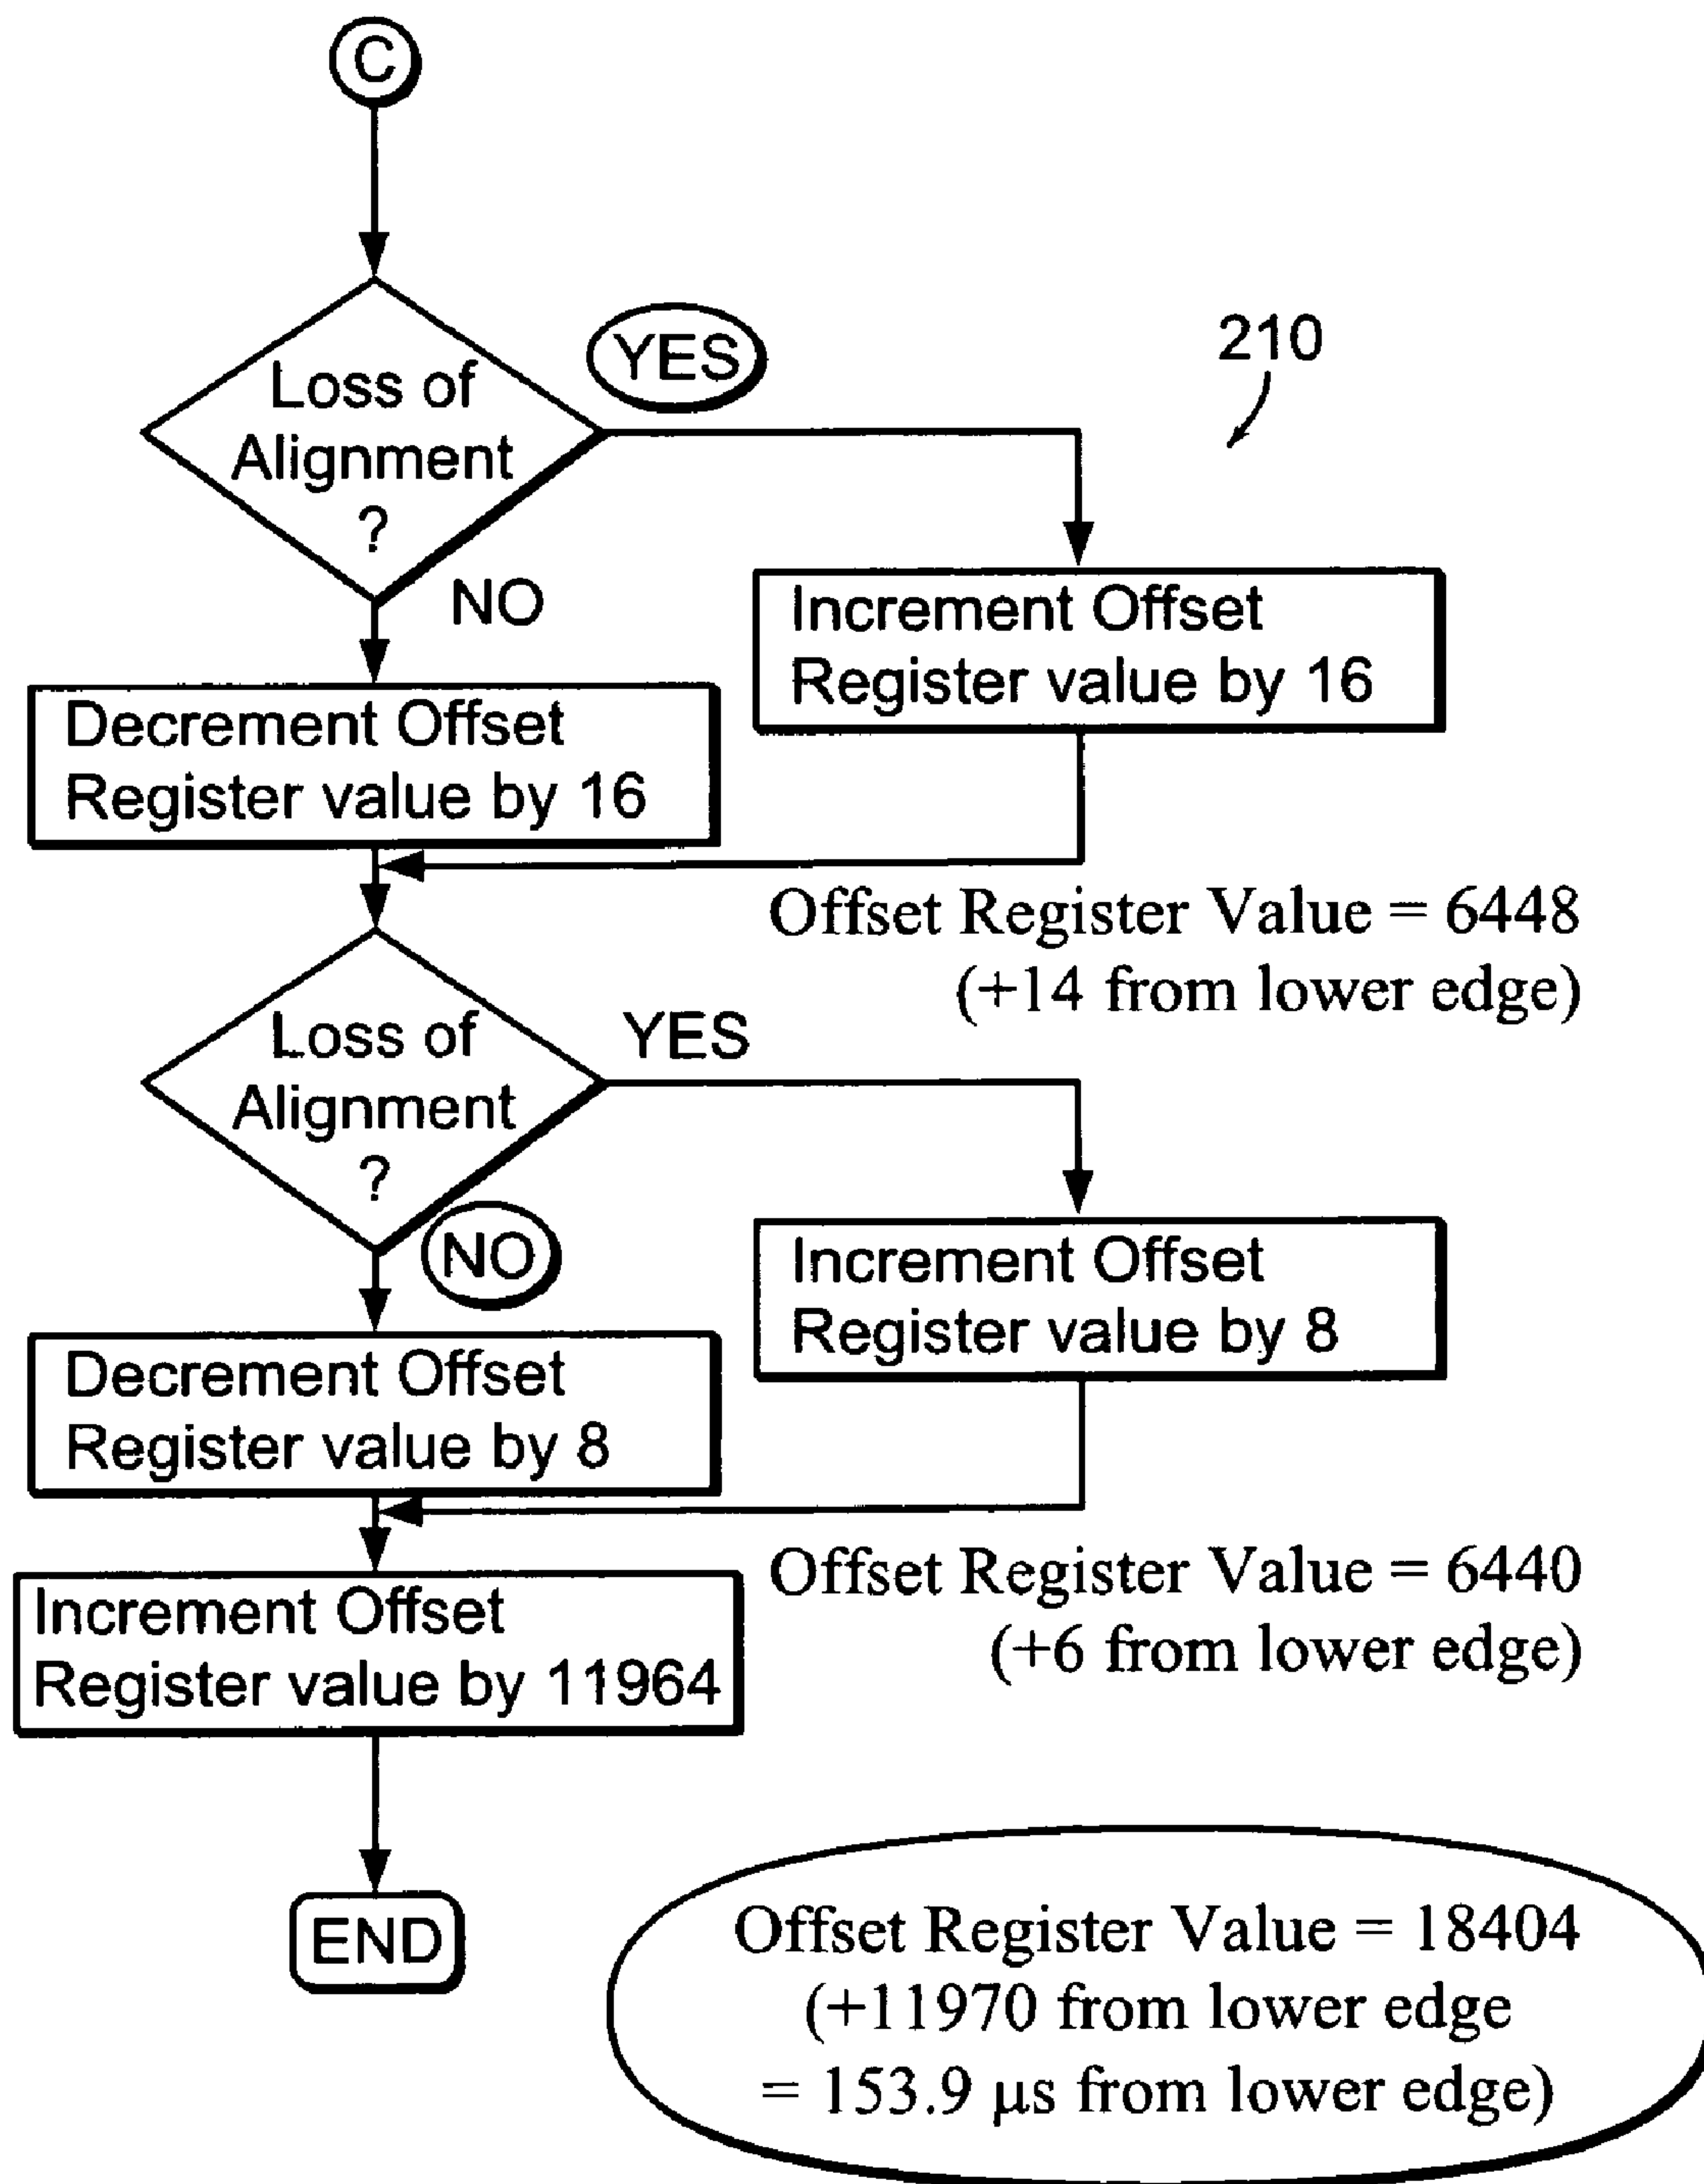 C
Loss of
Alignment
?
YES
210
NO
Increment Offset
Register value by 16
Decrement Offset
Register value by 16
Offset Register Value = 6448
(+14 from lower edge)
Loss of
Alignment
?
YES
NO
Increment Offset
Register value by 8
Decrement Offset
Register value by 8
Offset Register Value = 6440
(+6 from lower edge)
Increment Offset
Register value by 11964
END
Offset Register Value = 18404
(+11970 from lower edge
= 153.9 µs from lower edge)